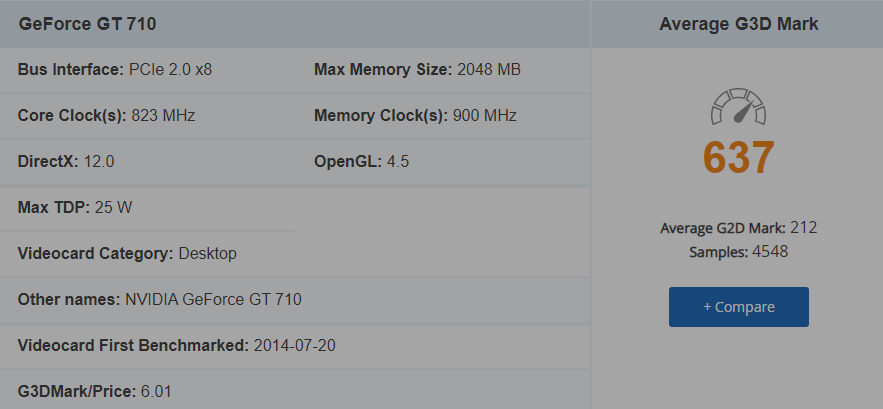 GeForce GT 710
Average G3D Mark
Bus Interface: PCIe 2.0 x8
Max Memory Size: 2048 MB
Core Clock(s): 823 MHz
Memory Clock(s): 900 MHz
DirectX: 12.0
OpenGL: 4.5
Max TDP: 25 W
Videocard Category: Desktop
Other names: NVIDIA GeForce GT 710
Videocard First Benchmarked: 2014-07-20
G3DMark/Price: 6.01
637
Average G2D Mark: 212
Samples: 4548
+ Compare